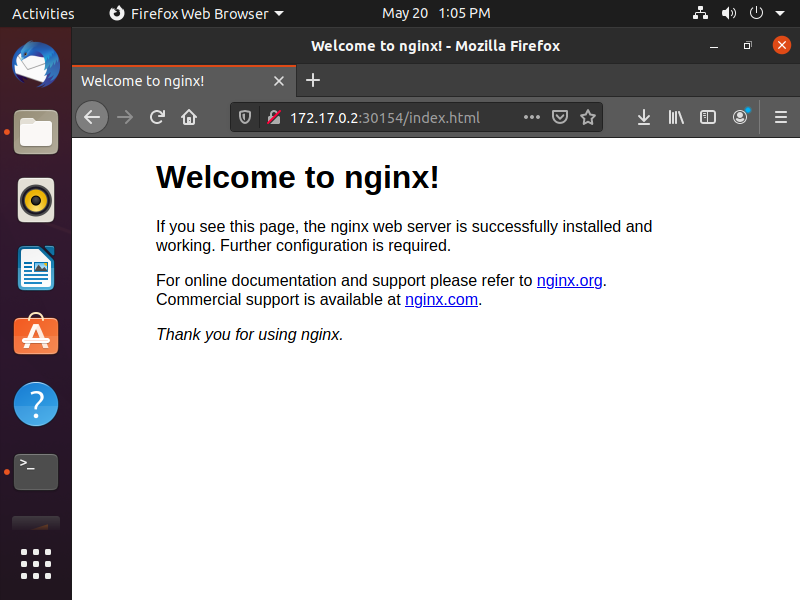 Activities Firefox Web Browser May 20 1:05 PM
Welcome to nginx! - Mozilla Firefox
Welcome to nginx!
172.17.0.2:30154/index.html
Welcome to nginx!
If you see this page, the nginx web server is successfully installed and
working. Further configuration is required.
For online documentation and support please refer to nginx.org.
Commercial support is available at nginx.com.
Thank you for using nginx.